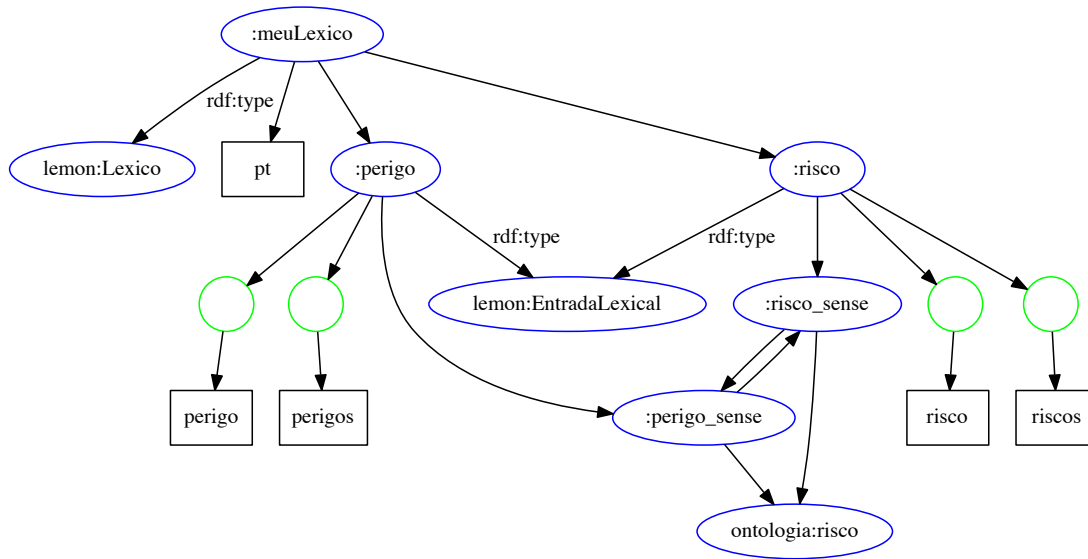 :meuLexico
rdf:type
lemon:Lexico
pt
:perigo
:risco
rdf:type
rdf:type
lemon:EntradaLexical
:risco_sense
perigo
perigos
:perigo_sense
risco
riscos
ontologia:risco